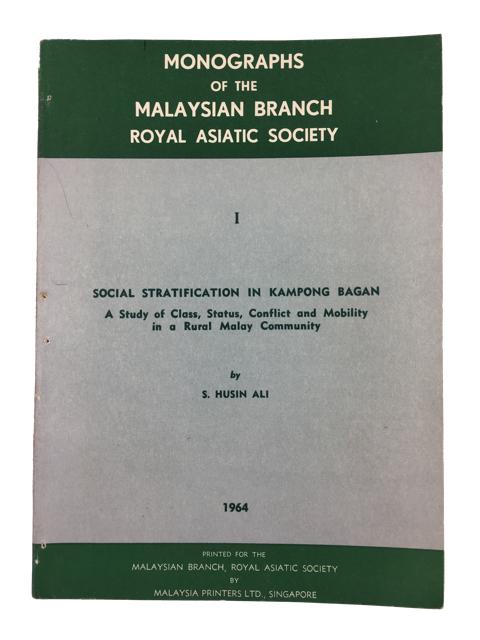 MONOGRAPHS
OF THE
MALAYSIAN BRANCH
ROYAL ASIATIC SOCIETY
I
SOCIAL STRATIFICATION IN KAMPONG BAGAN
A Study of Class, Status, Conflict and Mobility
in a Rural Malay Community
by
S. HUSIN ALI
1964
PRINTED FOR THE
MALAYSIAN BRANCH, ROYAL ASIATIC SOCIETY
BY
MALAYSIA PRINTERS LTD., SINGAPORE